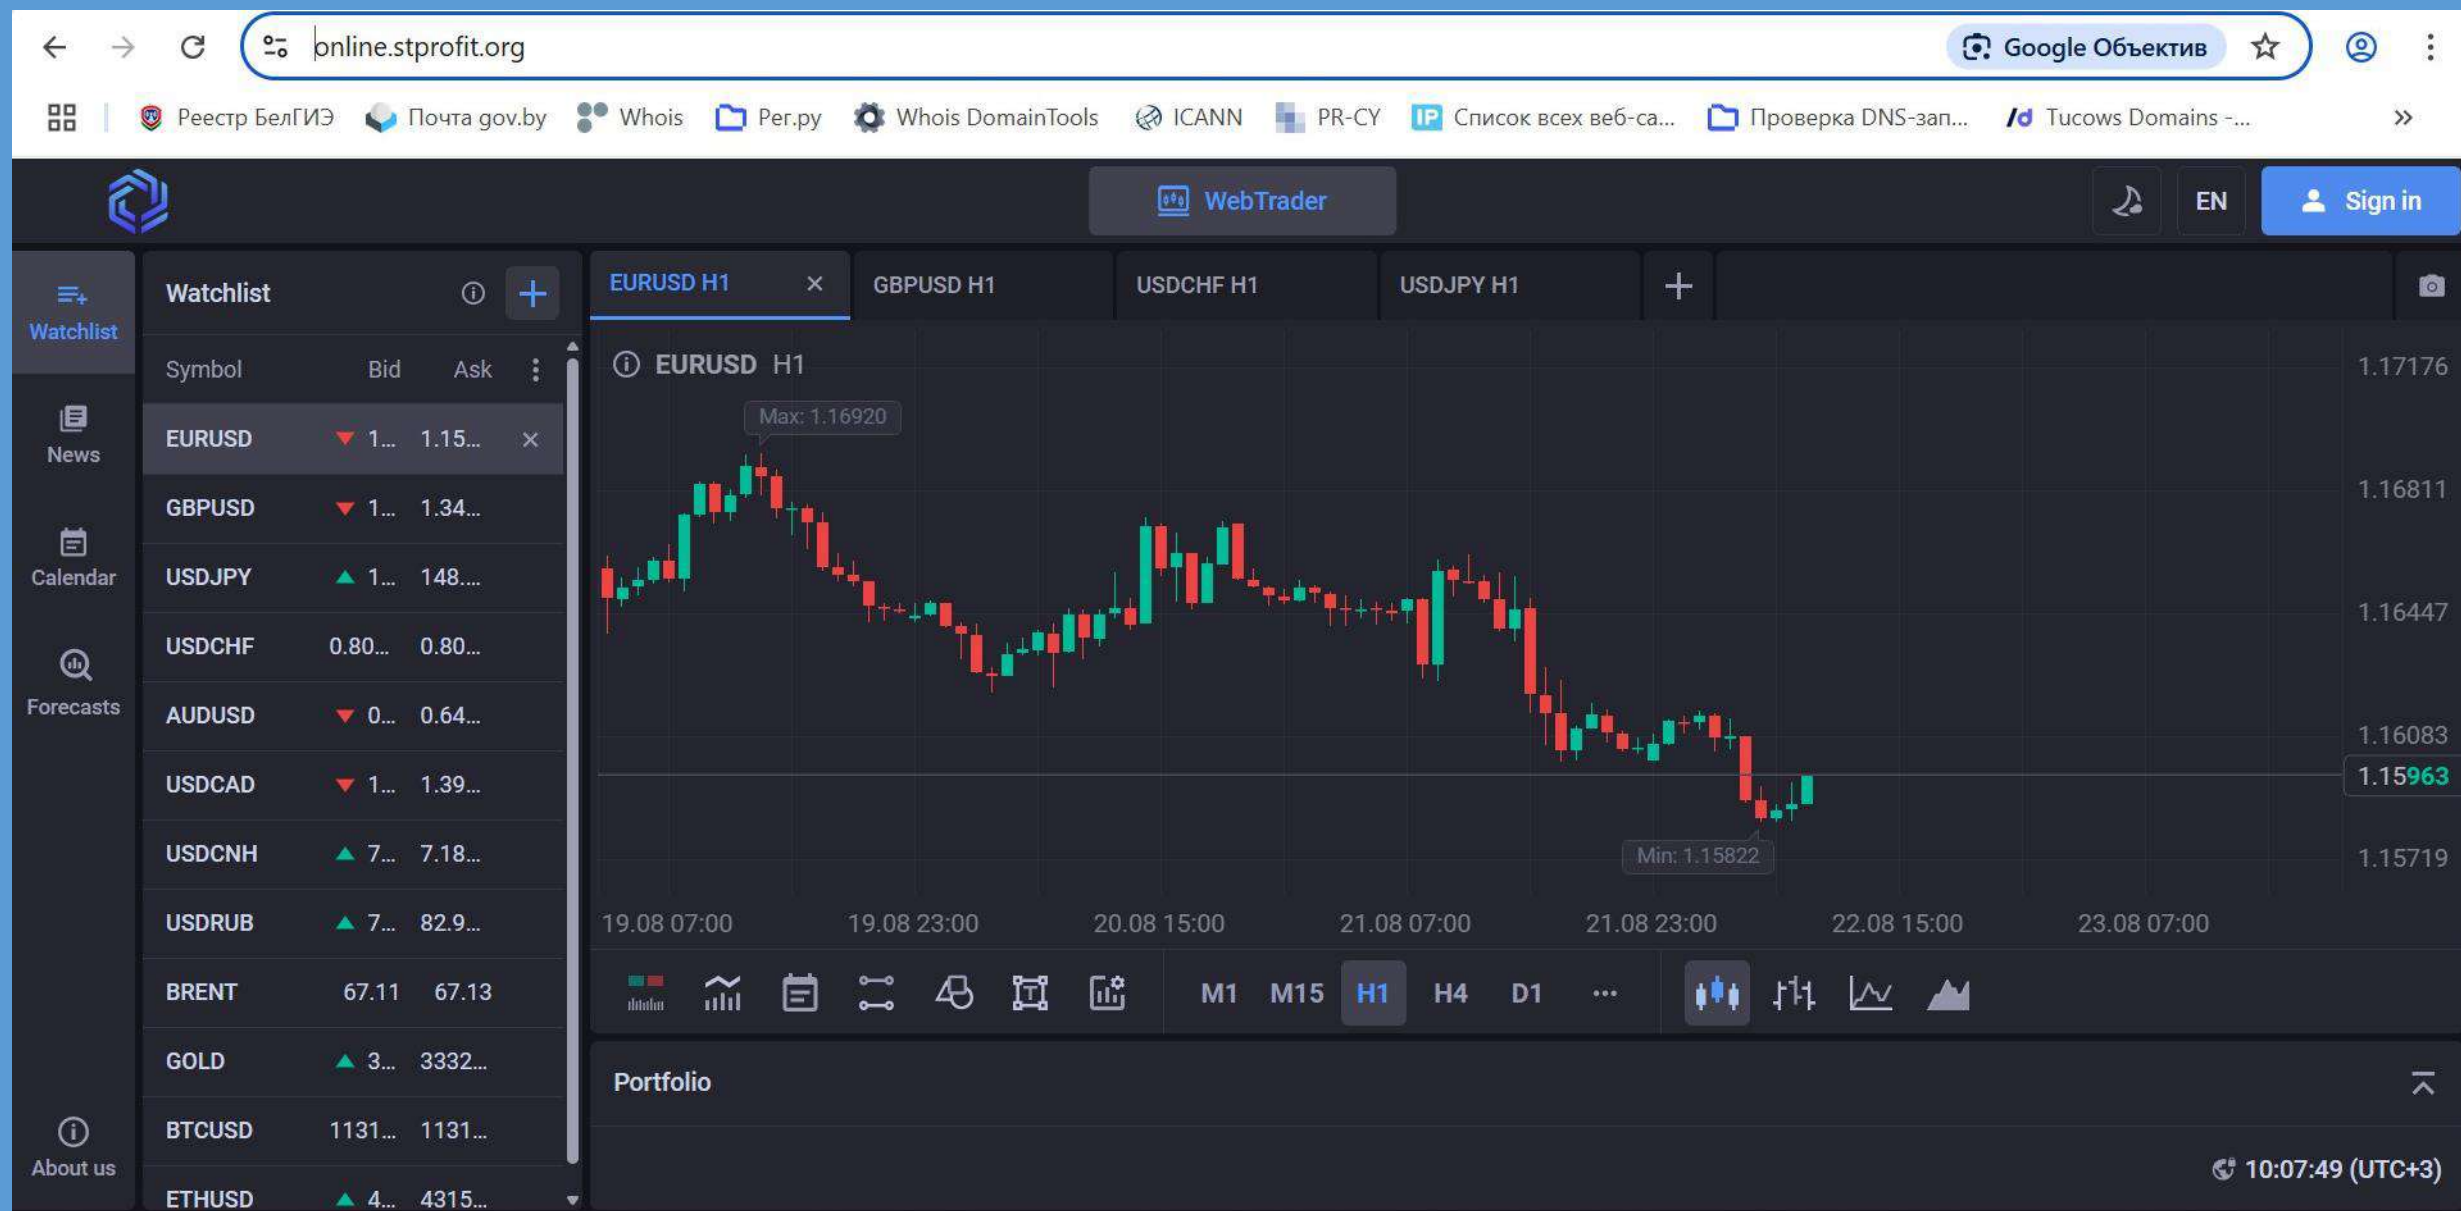 online.stprofit.org
Google Объектив
Реестр БелГИЭ Почта gov.by Whois Рег.ру Whois DomainTools ICANN PR-CY IP Список всех веб-са... Проверка DNS-зап... /d Tucows Domains -...
WebTrader
EN
Sign in
Watchlist
News
Calendar
Forecasts
About us
Watchlist
Symbol Bid Ask
EURUSD 1... 1.15...
GBPUSD 1... 1.34...
USDJPY 1... 148....
USDCHF 0.80... 0.80...
AUDUSD 0... 0.64...
USDCAD 1... 1.39...
USDCNH 7... 7.18...
USDRUB 7... 82.9...
BRENT 67.11 67.13
GOLD 3... 3332...
BTCUSD 1131... 1131...
ETHUSD 4... 4315...
EURUSD H1 GBPUSD H1 USDCHF H1 USDJPY H1
EURUSD H1
Max: 1.16920
Min: 1.15822
1.17176
1.16811
1.16447
1.16083
1.15963
1.15719
19.08 07:00 19.08 23:00 20.08 15:00 21.08 07:00 21.08 23:00 22.08 15:00 23.08 07:00
M1 M15 H1 H4 D1 ...
Portfolio
10:07:49 (UTC+3)